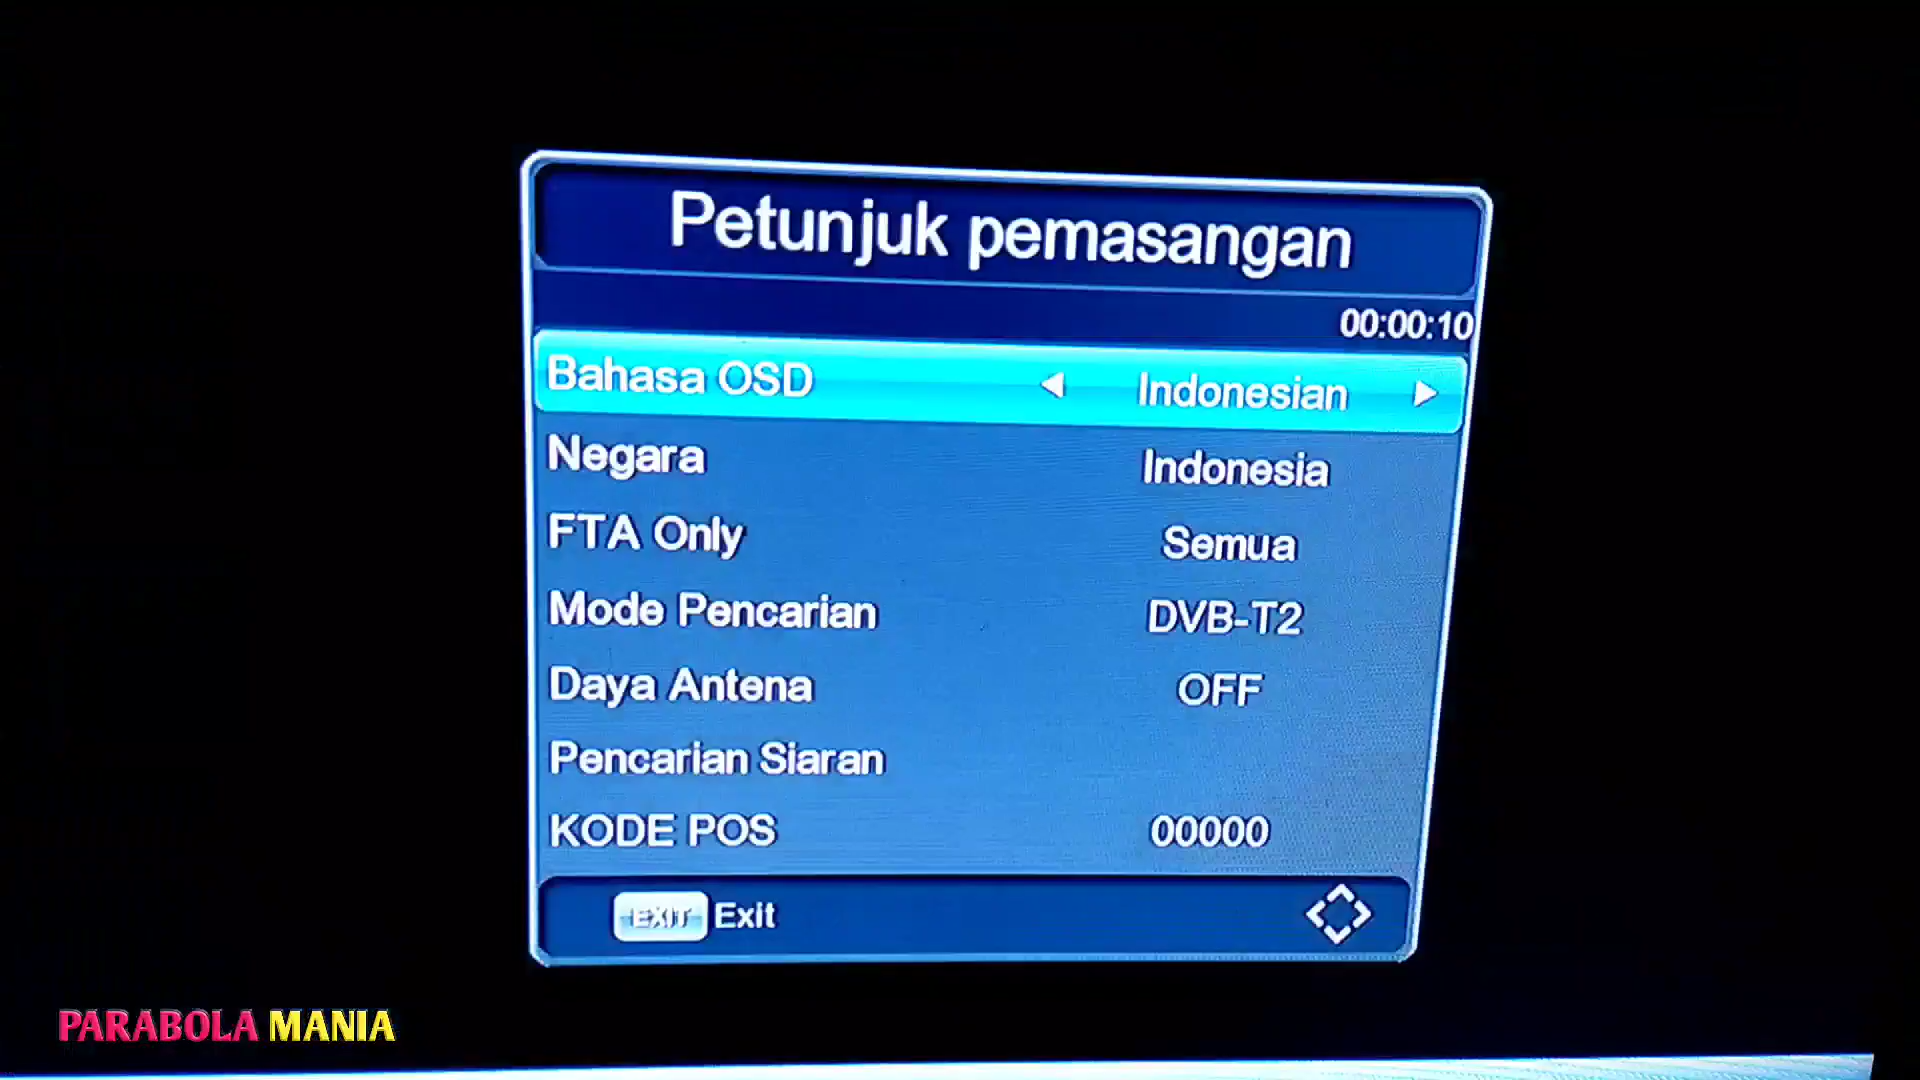 Petunjuk pemasangan
00:00:10
Bahasa OSD Indonesian
Negara Indonesia
FTA Only Semua
Mode Pencarian DVB-T2
Daya Antena OFF
Pencarian Siaran
KODE POS 00000
EXIT Exit
PARABOLA MANIA